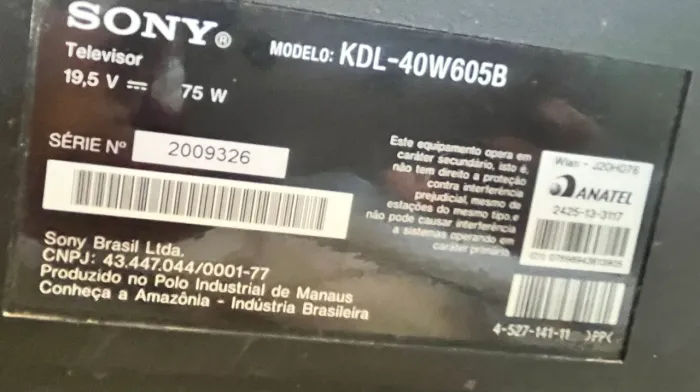 SONY®
MODELO: KDL-40W605B
Televisor
19,5 V ⎓ 75 W
SÉRIE Nº 2009326
Este equipamento opera em
caráter secundário, isto é,
não tem direito a proteção
contra interferência
prejudicial, mesmo de
estações do mesmo tipo, e
não pode causar interferência
a sistemas operando em
caráter primário.
Wlan - J20H076
ANATEL
2425-13-3117
Sony Brasil Ltda.
CNPJ: 43.447.044/0001-77
Produzido no Polo Industrial de Manaus
Conheça a Amazônia - Indústria Brasileira
4-527-141-11
>PP<